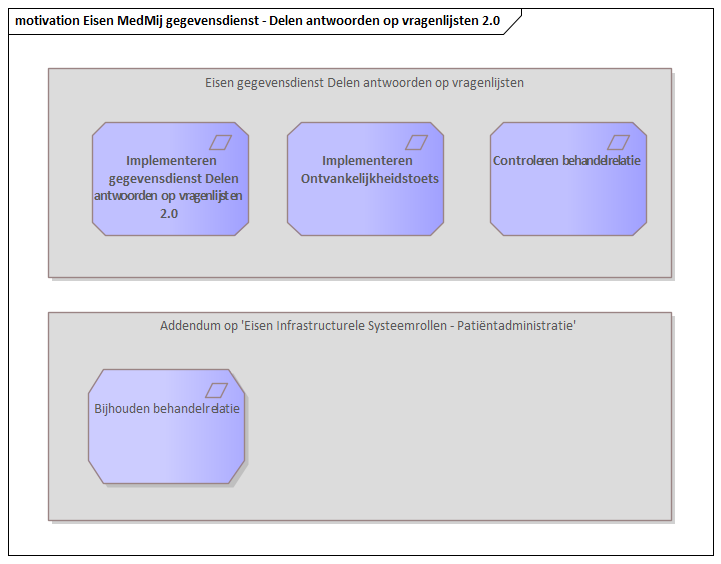 motivation Eisen MedMij gegevensdienst - Delen antwoorden op vragenlijsten 2.0
Eisen gegevensdienst Delen antwoorden op vragenlijsten
Implementeren
gegevensdienst Delen
antwoorden op vragenlijsten
2.0
Implementeren
Ontvankelijkheidstoets
Controleren behandelrelatie
Addendum op 'Eisen Infrastructurele Systeemrollen - Patiëntadministratie'
Bijhouden behandelrelatie